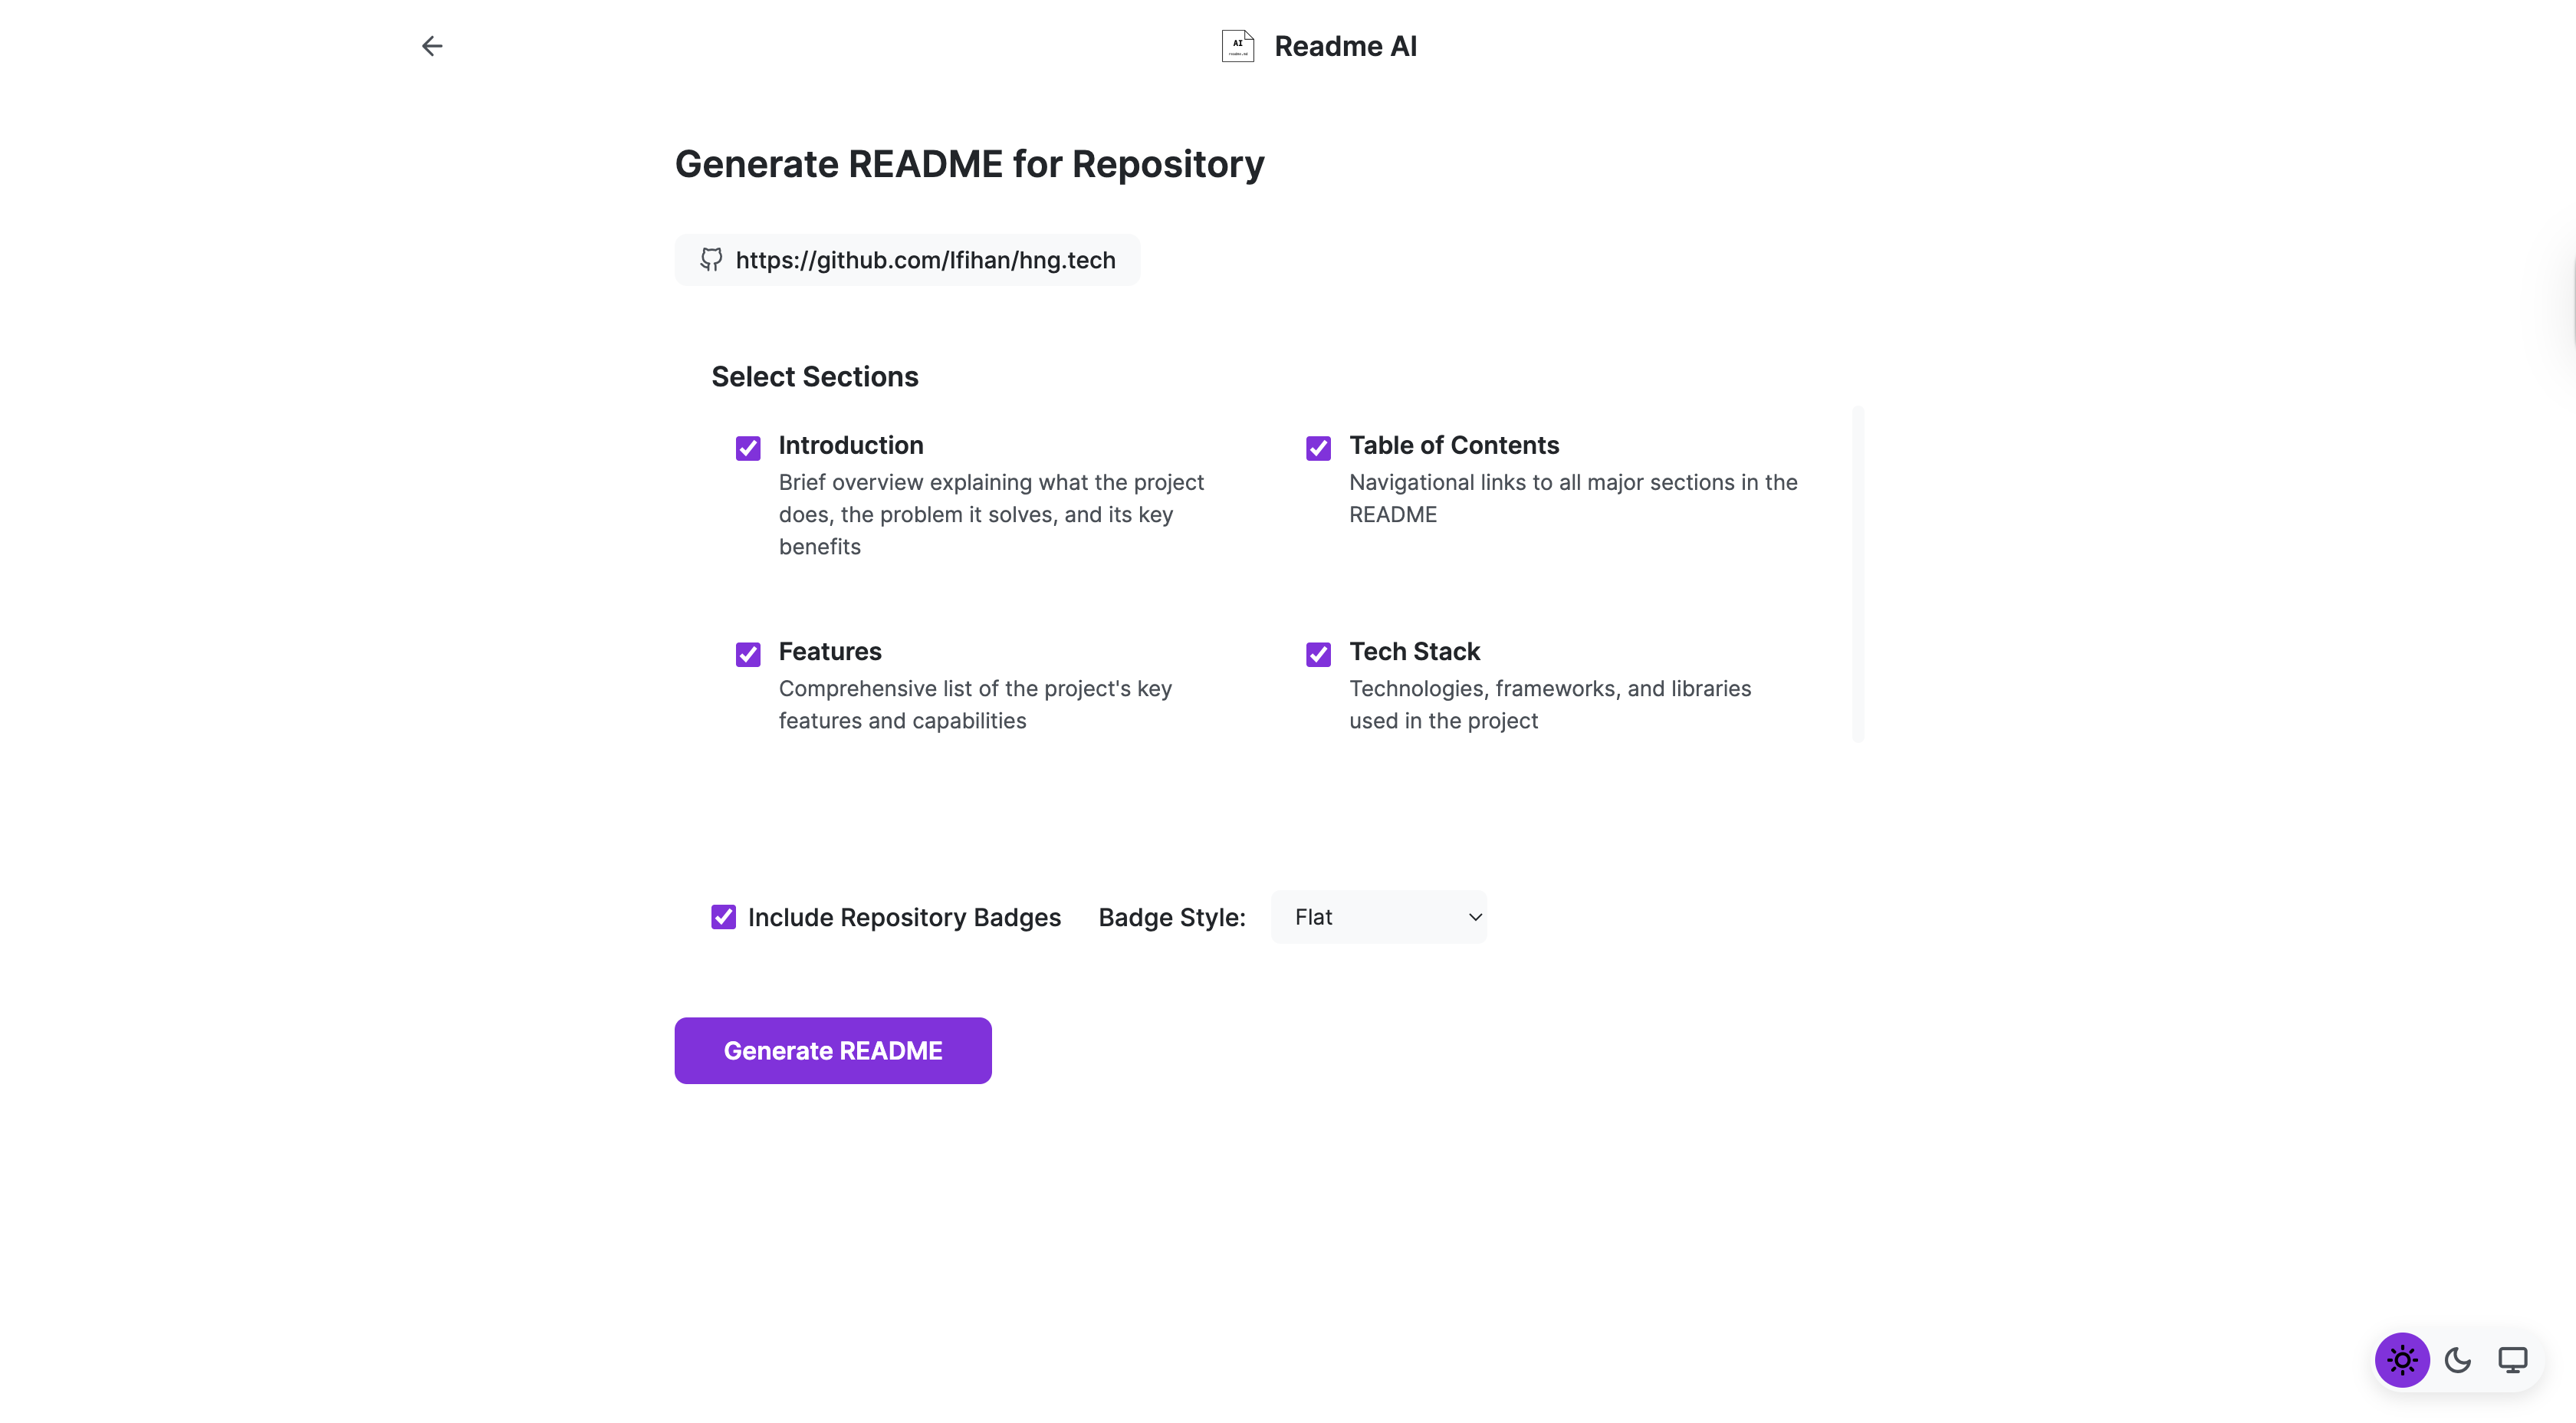 AI
Readme AI
Generate README for Repository
https://github.com/Ifihan/hng.tech
Select Sections
Introduction
Brief overview explaining what the project
does, the problem it solves, and its key
benefits
Table of Contents
Navigational links to all major sections in the
README
Features
Comprehensive list of the project's key
features and capabilities
Tech Stack
Technologies, frameworks, and libraries
used in the project
Include Repository Badges
Badge Style:
Flat
Generate README